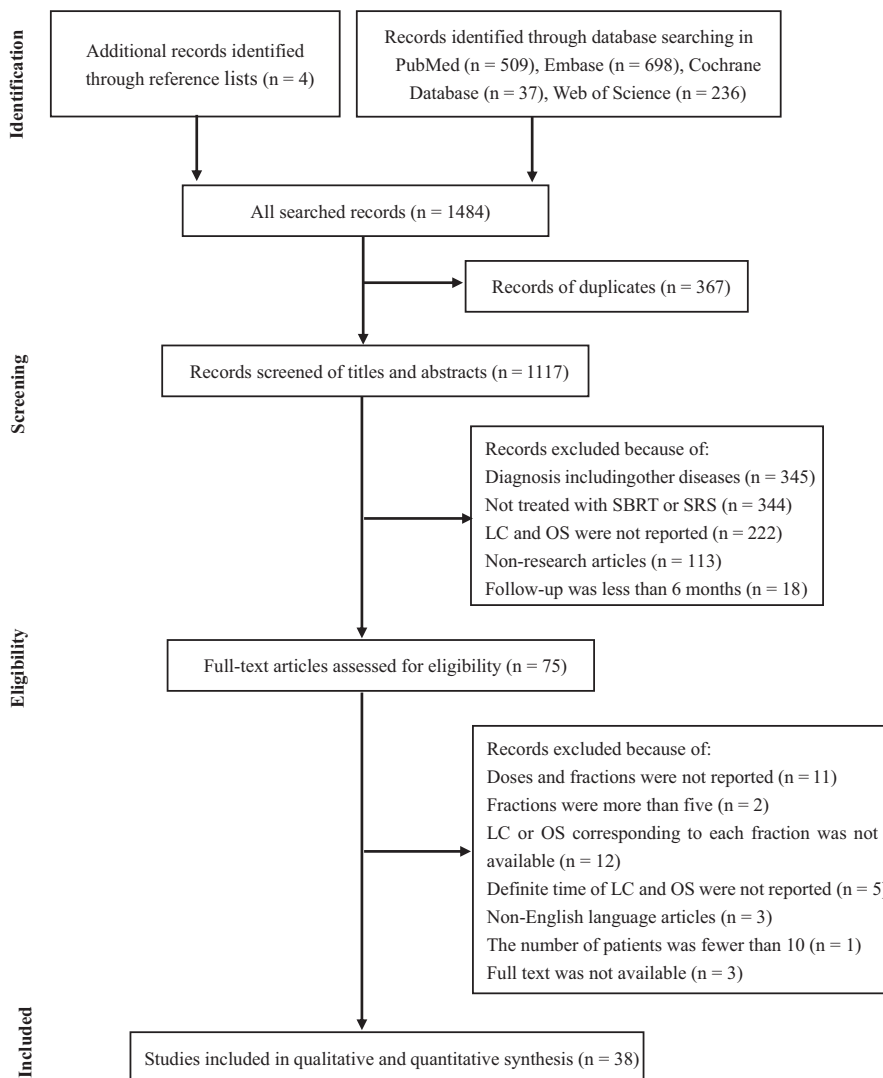 Identification
Additional records identified
through reference lists (n = 4)
Records identified through database searching in
PubMed (n = 509), Embase (n = 698), Cochrane
Database (n = 37), Web of Science (n = 236)
All searched records (n = 1484)
Records of duplicates (n = 367)
Screening
Records screened of titles and abstracts (n = 1117)
Records excluded because of:
Diagnosis includingother diseases (n = 345)
Not treated with SBRT or SRS (n = 344)
LC and OS were not reported (n = 222)
Non-research articles (n = 113)
Follow-up was less than 6 months (n = 18)
Eligibility
Full-text articles assessed for eligibility (n = 75)
Records excluded because of:
Doses and fractions were not reported (n = 11)
Fractions were more than five (n = 2)
LC or OS corresponding to each fraction was not
available (n = 12)
Definite time of LC and OS were not reported (n = 5)
Non-English language articles (n = 3)
The number of patients was fewer than 10 (n = 1)
Full text was not available (n = 3)
Included
Studies included in qualitative and quantitative synthesis (n = 38)